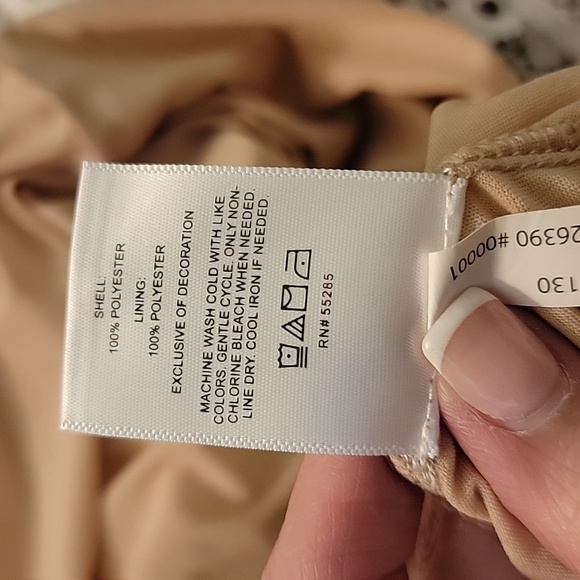 SHELL:
100% POLYESTER
LINING:
100% POLYESTER
EXCLUSIVE OF DECORATION
MACHINE WASH COLD WITH LIKE
COLORS. GENTLE CYCLE. ONLY NON-
CHLORINE BLEACH WHEN NEEDED.
LINE DRY. COOL IRON IF NEEDED.
RN# 55285
26390 #00001
130